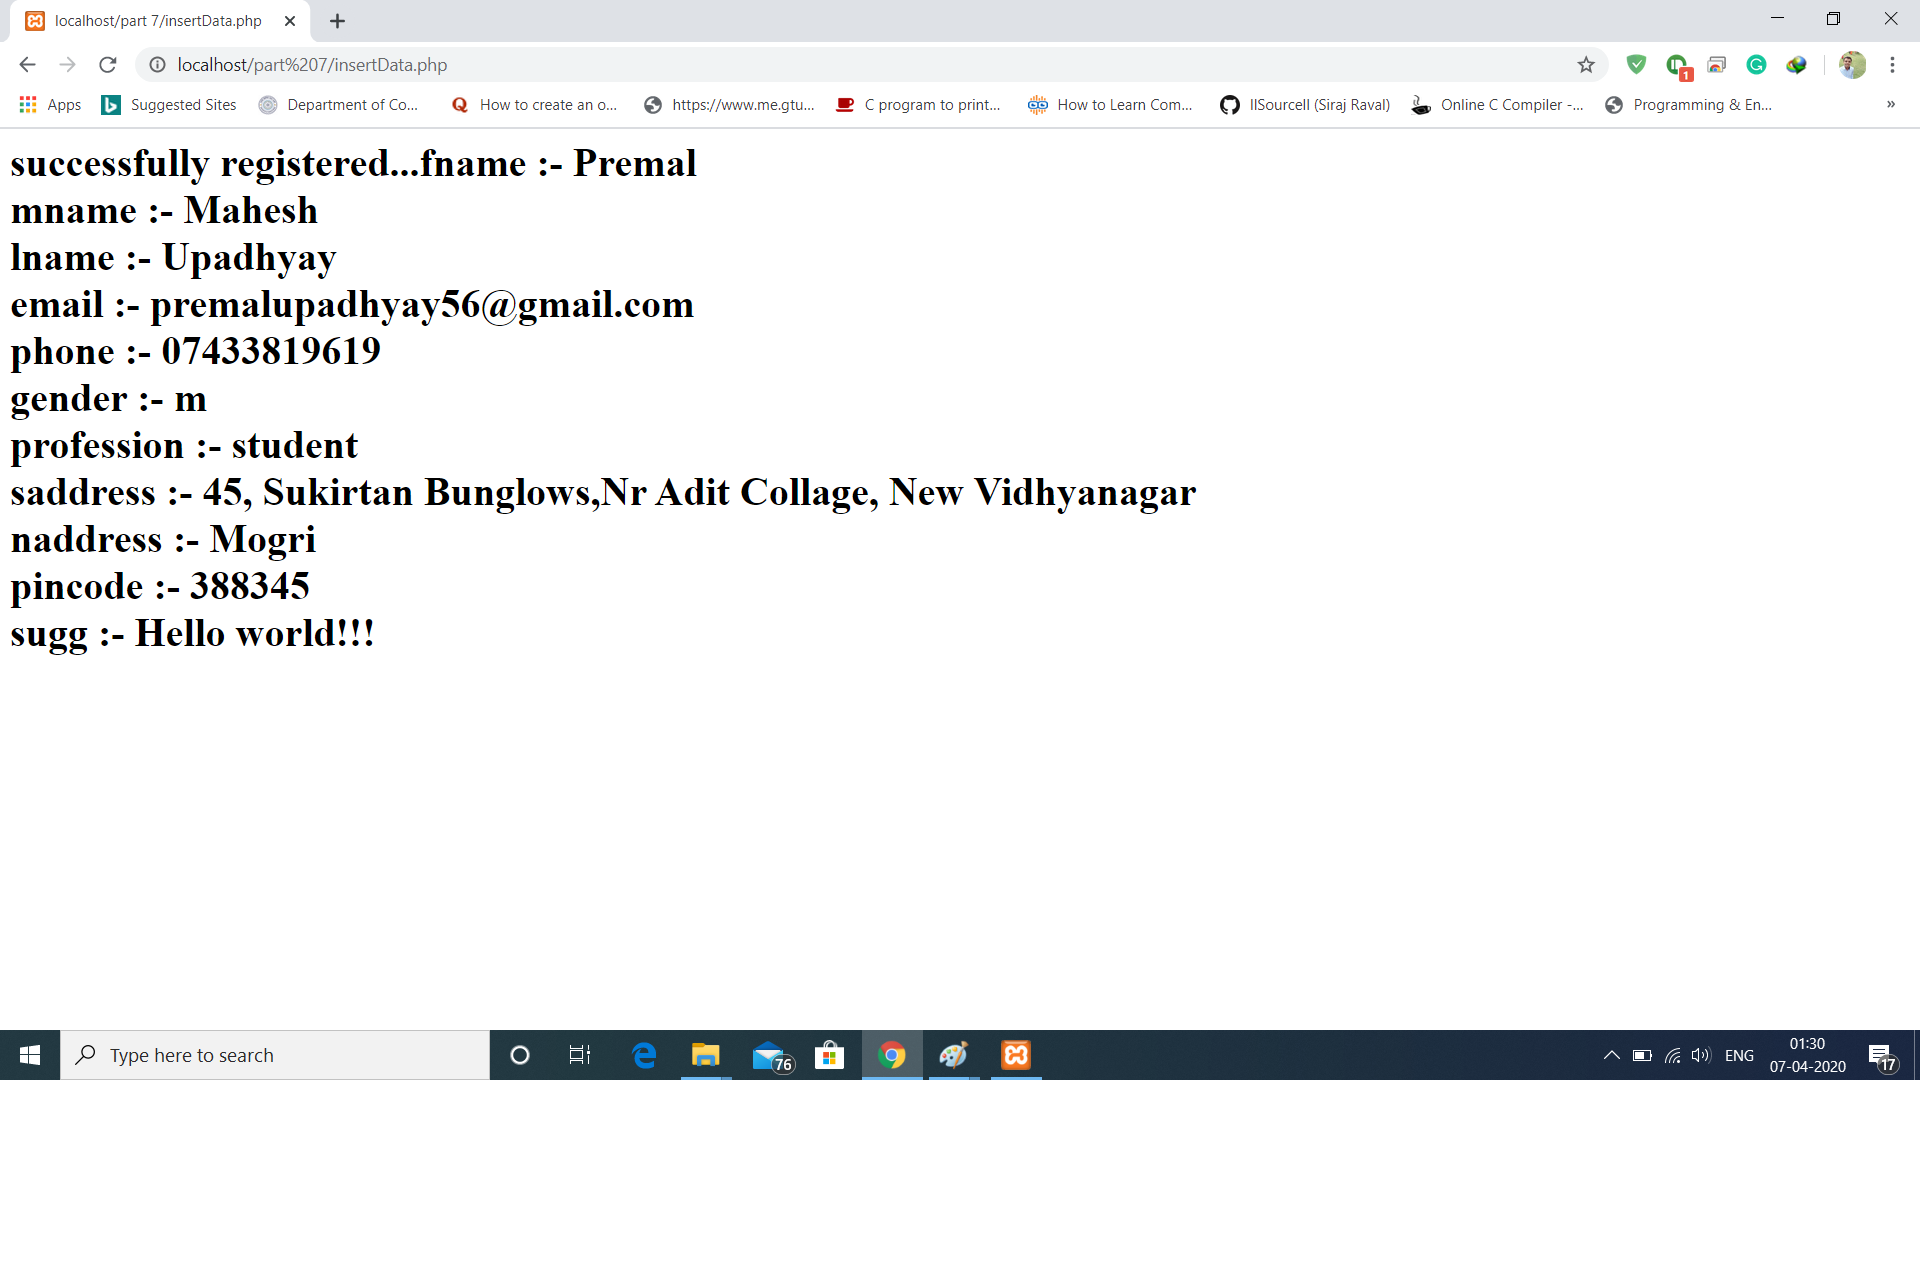 localhost/part 7/insertData.php
localhost/part%207/insertData.php
1
Apps Suggested Sites Department of Co... How to create an o... https://www.me.gtu... C program to print... How to Learn Com... llSourcell (Siraj Raval) Online C Compiler -... Programming & En... »
successfully registered...fname :- Premal
mname :- Mahesh
lname :- Upadhyay
email :- premalupadhyay56@gmail.com
phone :- 07433819619
gender :- m
profession :- student
saddress :- 45, Sukirtan Bunglows,Nr Adit Collage, New Vidhyanagar
naddress :- Mogri
pincode :- 388345
sugg :- Hello world!!!
Type here to search
76
ENG
01:30
07-04-2020
17